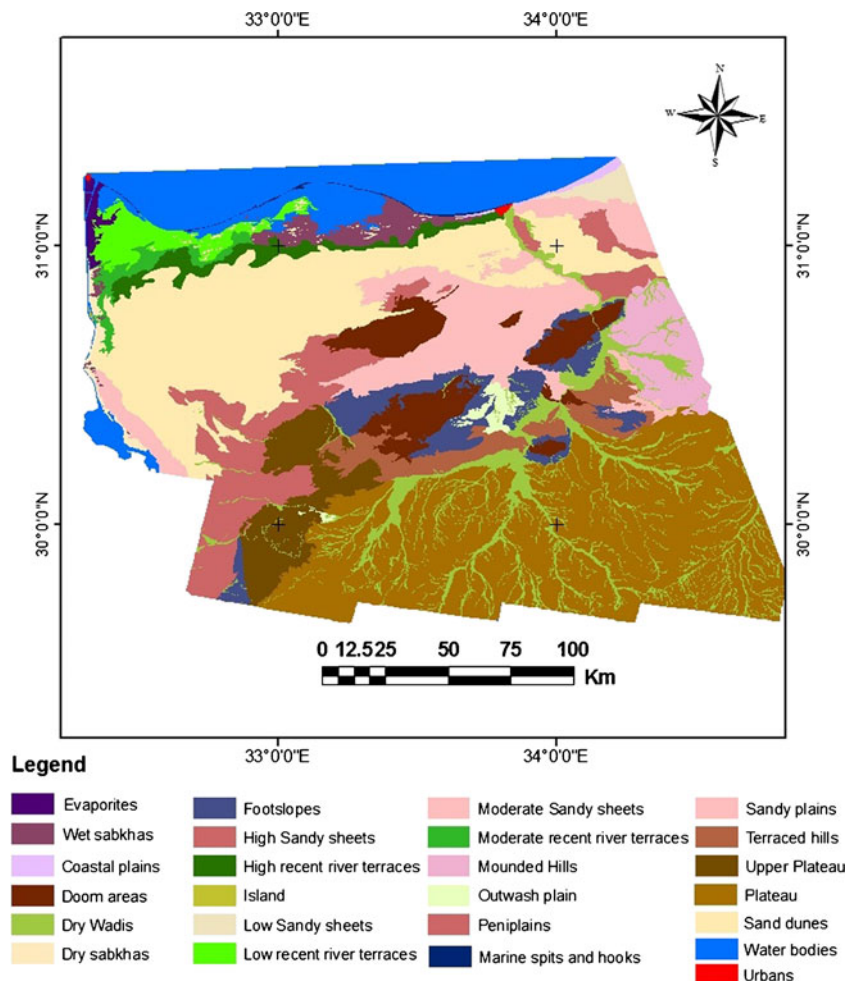 33°0'0"E 34°0'0"E
N
W E
S
31°0'0"N 31°0'0"N
30°0'0"N 30°0'0"N
0 12.525 50 75 100
Km
33°0'0"E 34°0'0"E
Legend
Evaporites Footslopes Moderate Sandy sheets Sandy plains
Wet sabkhas High Sandy sheets Moderate recent river terraces Terraced hills
Coastal plains High recent river terraces Mounded Hills Upper Plateau
Doom areas Island Outwash plain Plateau
Dry Wadis Low Sandy sheets Peniplains Sand dunes
Dry sabkhas Low recent river terraces Marine spits and hooks Water bodies
Urbans